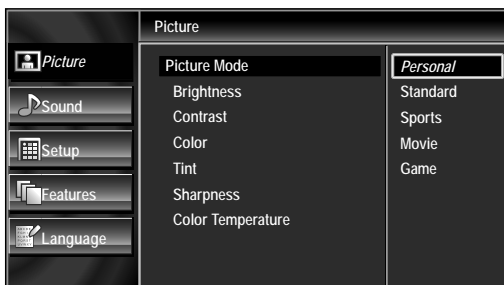 Picture
Picture
Sound
Setup
Features
Language
Picture Mode
Brightness
Contrast
Color
Tint
Sharpness
Color Temperature
Personal
Standard
Sports
Movie
Game